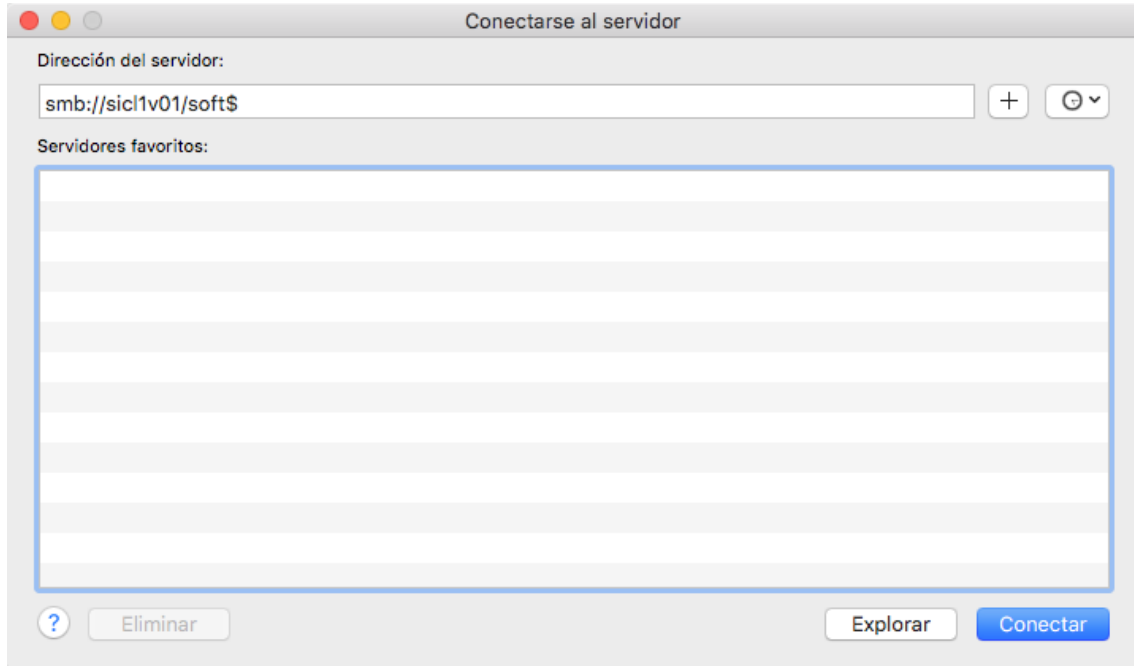 Conectarse al servidor
Dirección del servidor:
smb://sicl1v01/soft$
Servidores favoritos:
? Eliminar Explorar Conectar